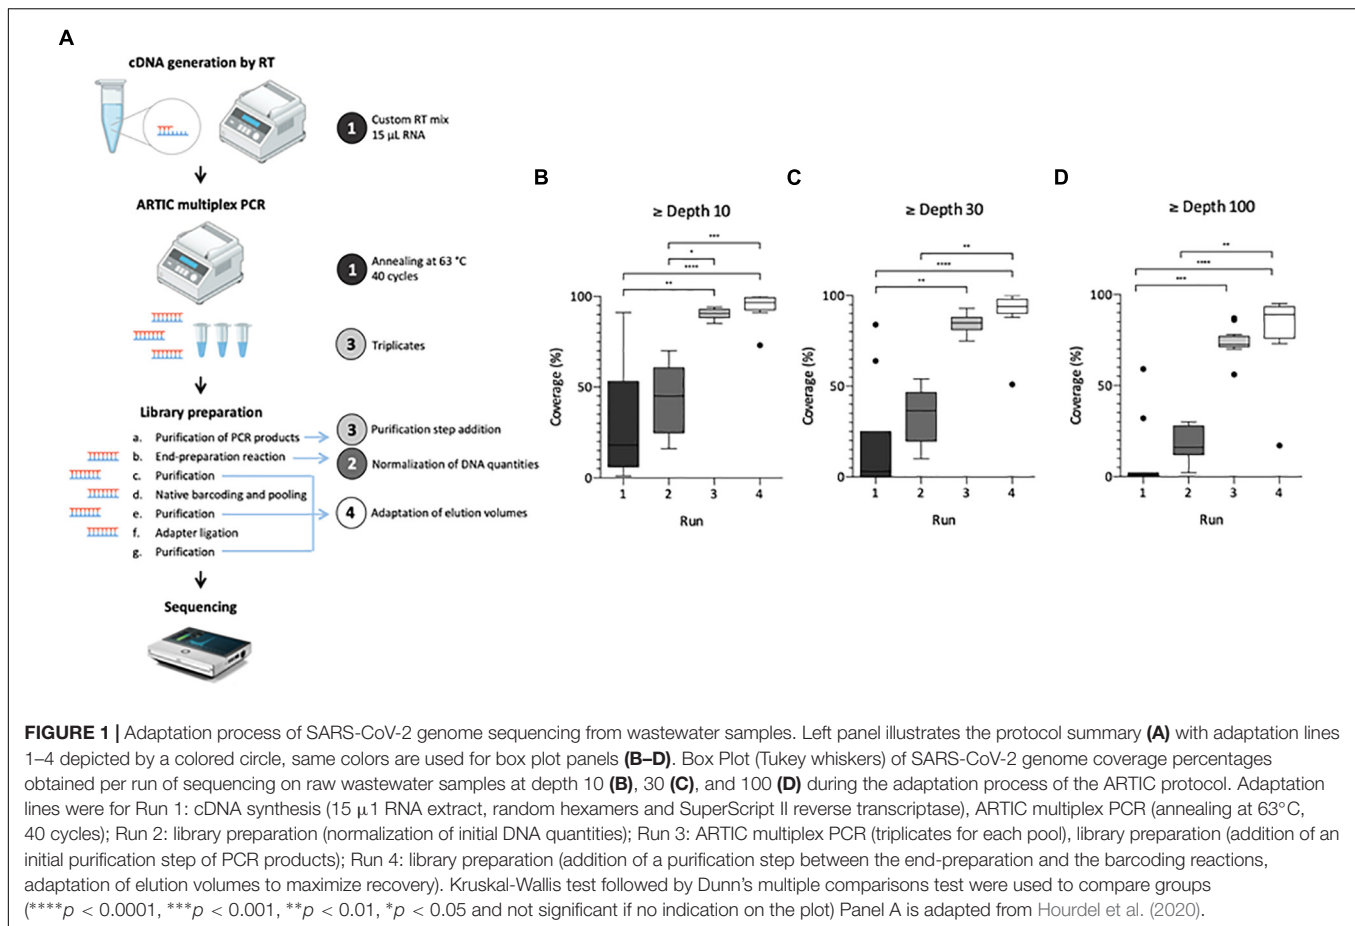 A
cDNA generation by RT
1
Custom RT mix
15 µL RNA
ARTIC multiplex PCR
1
Annealing at 63 °C
40 cycles
3
Triplicates
Library preparation
a. Purification of PCR products
3
Purification step addition
b. End-preparation reaction
2
Normalization of DNA quantities
c. Purification
d. Native barcoding and pooling
e. Purification
4
Adaptation of elution volumes
f. Adapter ligation
g. Purification
Sequencing
B
≥ Depth 10
***
*
****
**
100
50
0
Coverage (%)
1 2 3 4
Run
C
≥ Depth 30
**
****
**
100
50
0
Coverage (%)
1 2 3 4
Run
D
≥ Depth 100
**
****
***
100
50
0
Coverage (%)
1 2 3 4
Run
FIGURE 1 | Adaptation process of SARS-CoV-2 genome sequencing from wastewater samples. Left panel illustrates the protocol summary (A) with adaptation lines
1–4 depicted by a colored circle, same colors are used for box plot panels (B–D). Box Plot (Tukey whiskers) of SARS-CoV-2 genome coverage percentages
obtained per run of sequencing on raw wastewater samples at depth 10 (B), 30 (C), and 100 (D) during the adaptation process of the ARTIC protocol. Adaptation
lines were for Run 1: cDNA synthesis (15 µ1 RNA extract, random hexamers and SuperScript II reverse transcriptase), ARTIC multiplex PCR (annealing at 63°C,
40 cycles); Run 2: library preparation (normalization of initial DNA quantities); Run 3: ARTIC multiplex PCR (triplicates for each pool), library preparation (addition of an
initial purification step of PCR products); Run 4: library preparation (addition of a purification step between the end-preparation and the barcoding reactions,
adaptation of elution volumes to maximize recovery). Kruskal-Wallis test followed by Dunn's multiple comparisons test were used to compare groups
(****p < 0.0001, ***p < 0.001, **p < 0.01, *p < 0.05 and not significant if no indication on the plot) Panel A is adapted from Hourdel et al. (2020).